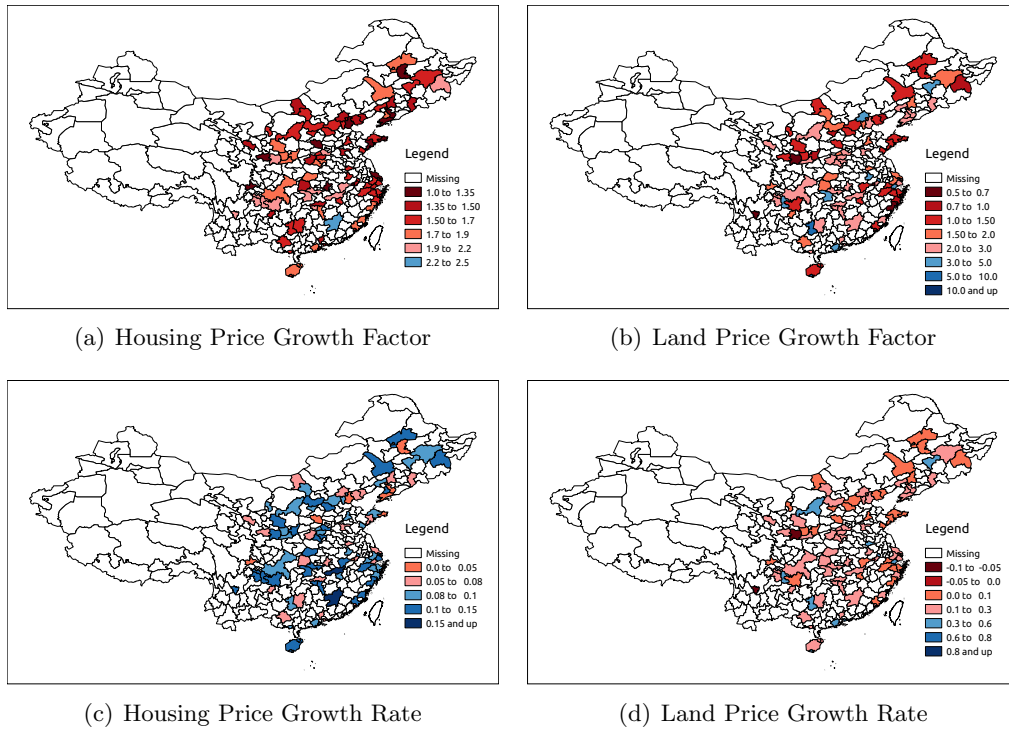 Legend
Missing
1.0 to 1.35
1.35 to 1.50
1.50 to 1.7
1.7 to 1.9
1.9 to 2.2
2.2 to 2.5
(a) Housing Price Growth Factor
Legend
Missing
0.5 to 0.7
0.7 to 1.0
1.0 to 1.50
1.50 to 2.0
2.0 to 3.0
3.0 to 5.0
5.0 to 10.0
10.0 and up
(b) Land Price Growth Factor
Legend
Missing
0.0 to 0.05
0.05 to 0.08
0.08 to 0.1
0.1 to 0.15
0.15 and up
(c) Housing Price Growth Rate
Legend
Missing
-0.1 to -0.05
-0.05 to 0.0
0.0 to 0.1
0.1 to 0.3
0.3 to 0.6
0.6 to 0.8
0.8 and up
(d) Land Price Growth Rate